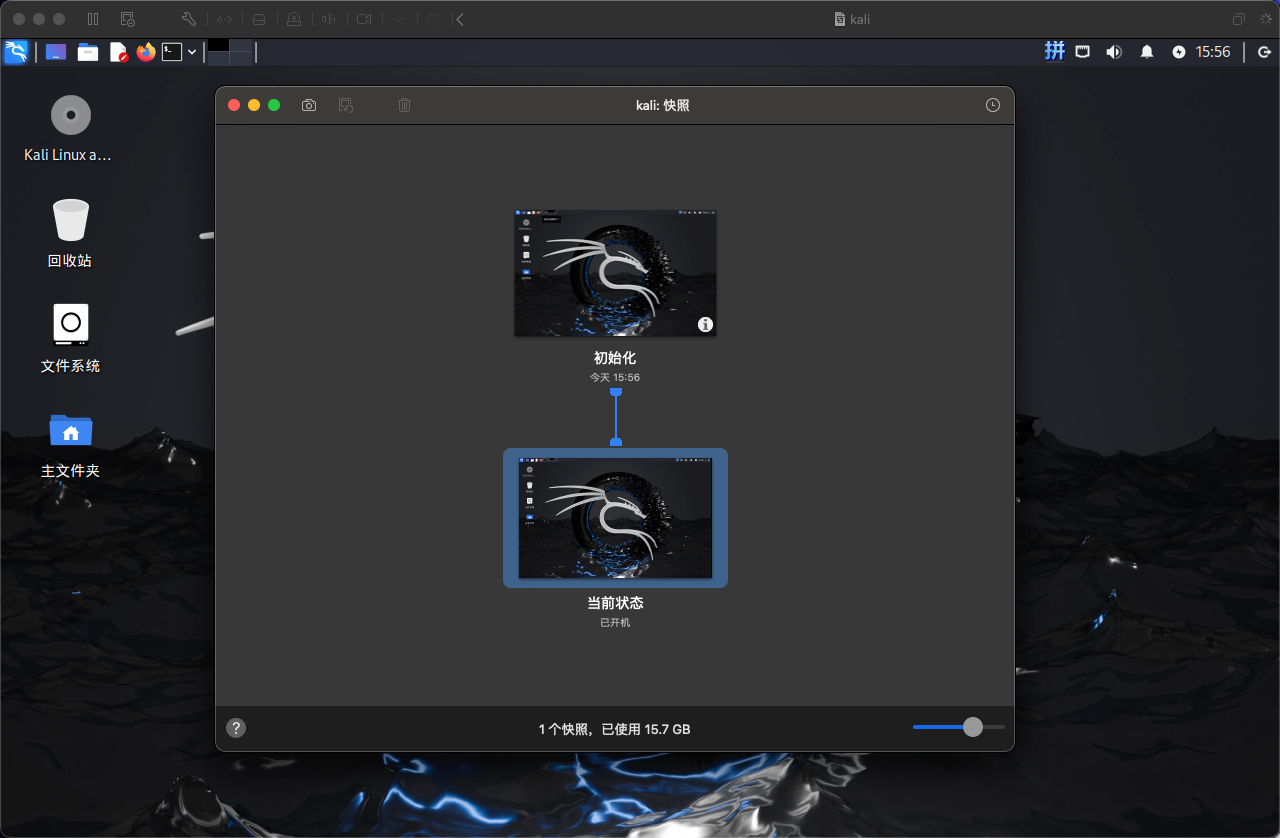 kali
拼
15:56
Kali Linux a...
回收站
文件系统
主文件夹
kali: 快照
初始化
今天 15:56
当前状态
已开机
?
1 个快照，已使用 15.7 GB